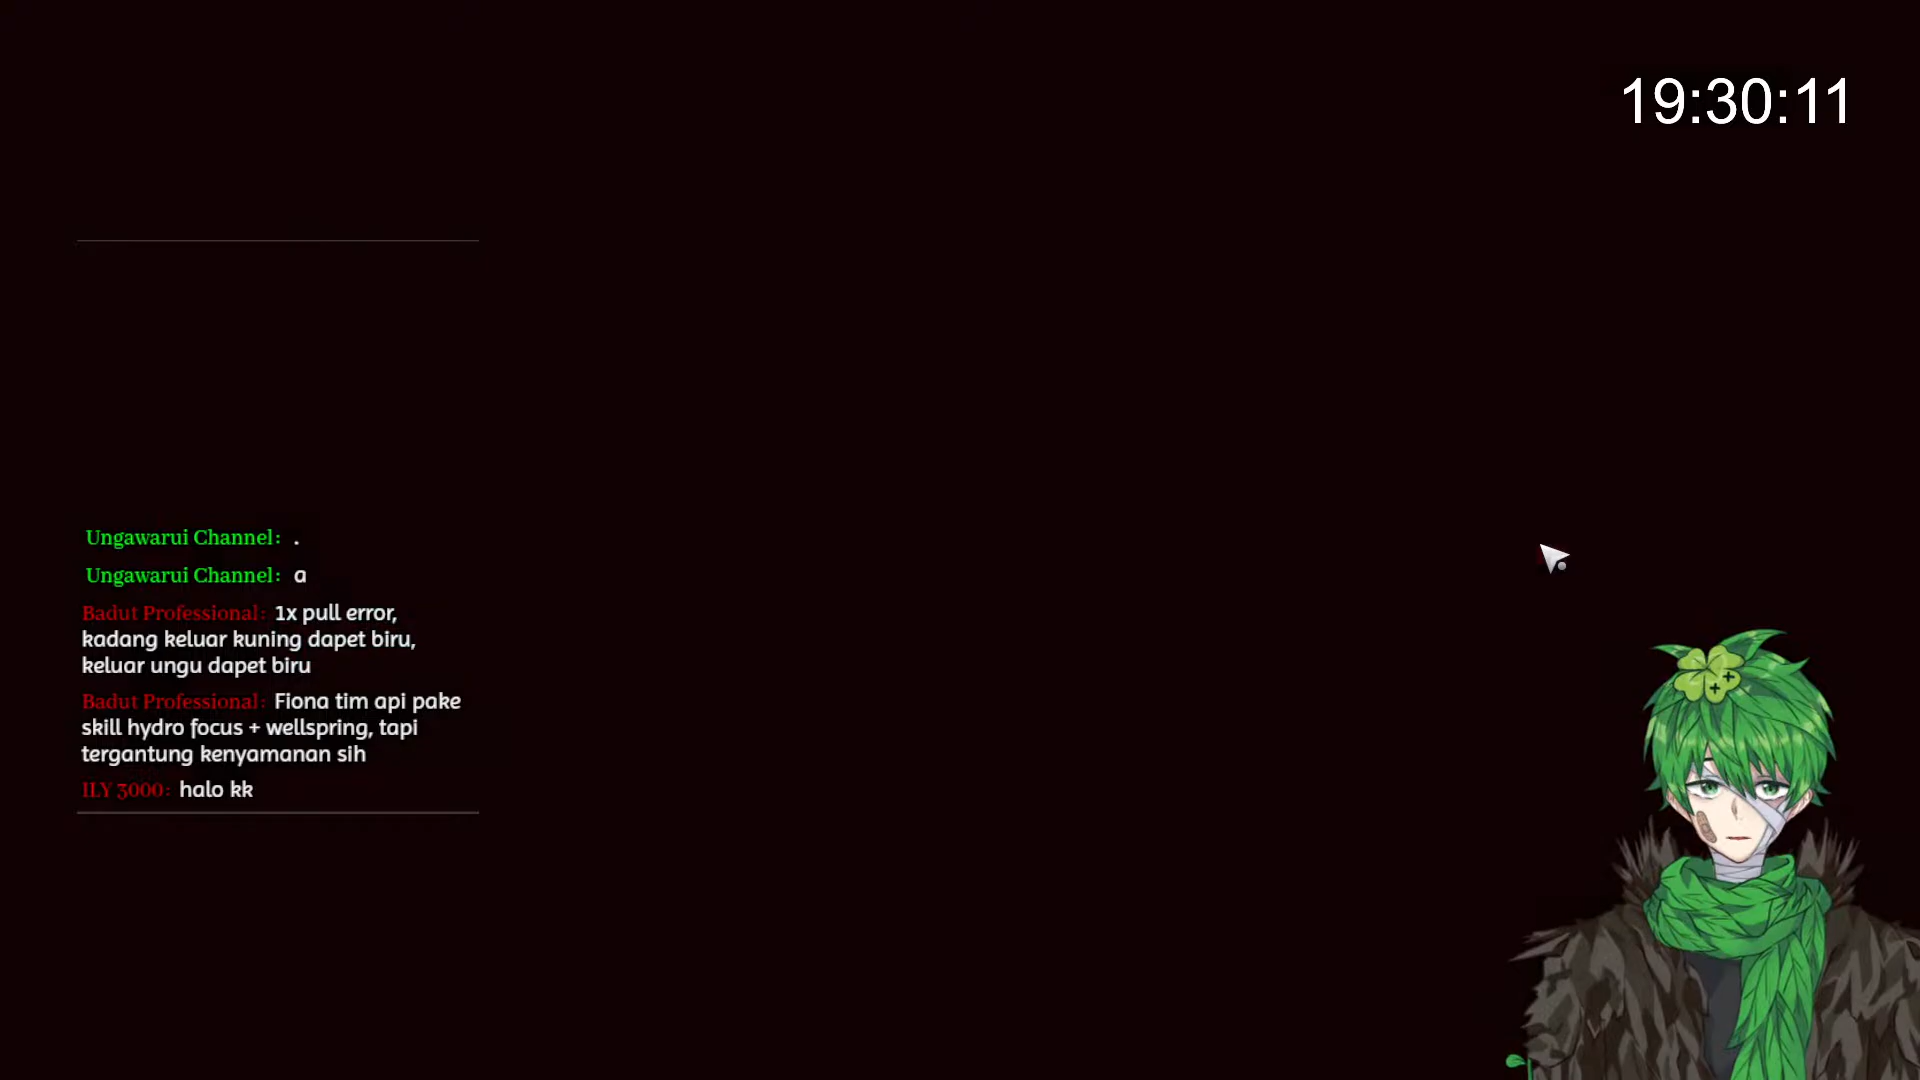 19:30:11
Ungawarui Channel: .
Ungawarui Channel: a
Badut Professional: 1x pull error,
kadang keluar kuning dapet biru,
keluar ungu dapet biru
Badut Professional: Fiona tim api pake
skill hydro focus + wellspring, tapi
tergantung kenyamanan sih
ILY 3000: halo kk